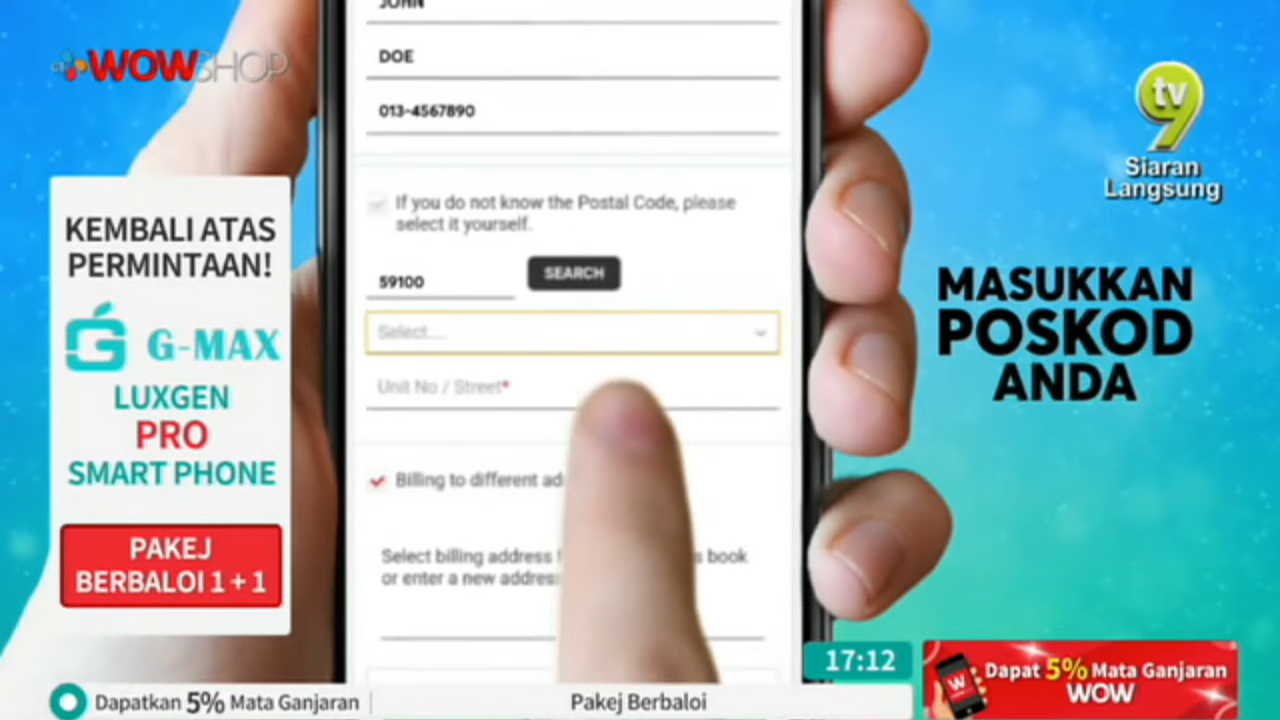 JOHN
DOE
013-4567890
WOWSHOP
tv9
Siaran
Langsung
KEMBALI ATAS
PERMINTAAN!
G-MAX
LUXGEN
PRO
SMART PHONE
PAKEJ
BERBALOI 1 + 1
If you do not know the Postal Code, please
select it yourself.
59100
SEARCH
Select....
Unit No / Street*
Billing to different ad
Select billing address
s book
or enter a new address
MASUKKAN
POSKOD
ANDA
17:12
Dapat 5% Mata Ganjaran
WOW
Dapatkan 5% Mata Ganjaran
Pakej Berbaloi